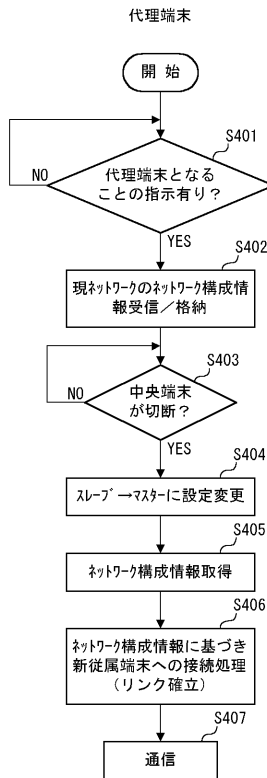 代理端末
開 始
S401
代理端末となる
ことの指示有り？
NO
YES
S402
現ネットワークのネットワーク構成情
報受信／格納
S403
中央端末
が切断？
NO
YES
S404
ｽﾚｰﾌﾞ→ﾏｽﾀｰに設定変更
S405
ﾈｯﾄﾜｰｸ構成情報取得
S406
ﾈｯﾄﾜｰｸ構成情報に基づき
新従属端末への接続処理
（リンク確立）
S407
通信